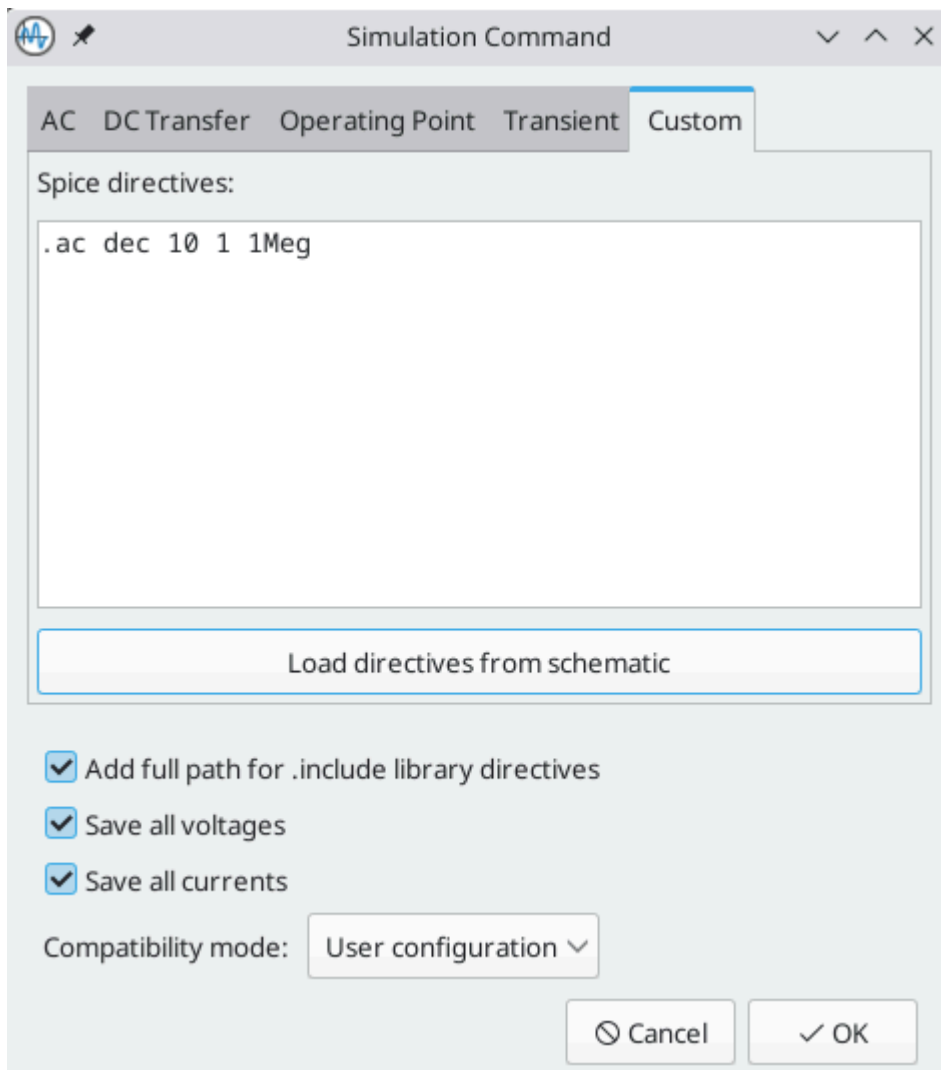 Simulation Command
AC DC Transfer Operating Point Transient Custom
Spice directives:
.ac dec 10 1 1Meg
Load directives from schematic
Add full path for .include library directives
Save all voltages
Save all currents
Compatibility mode: User configuration
Cancel OK